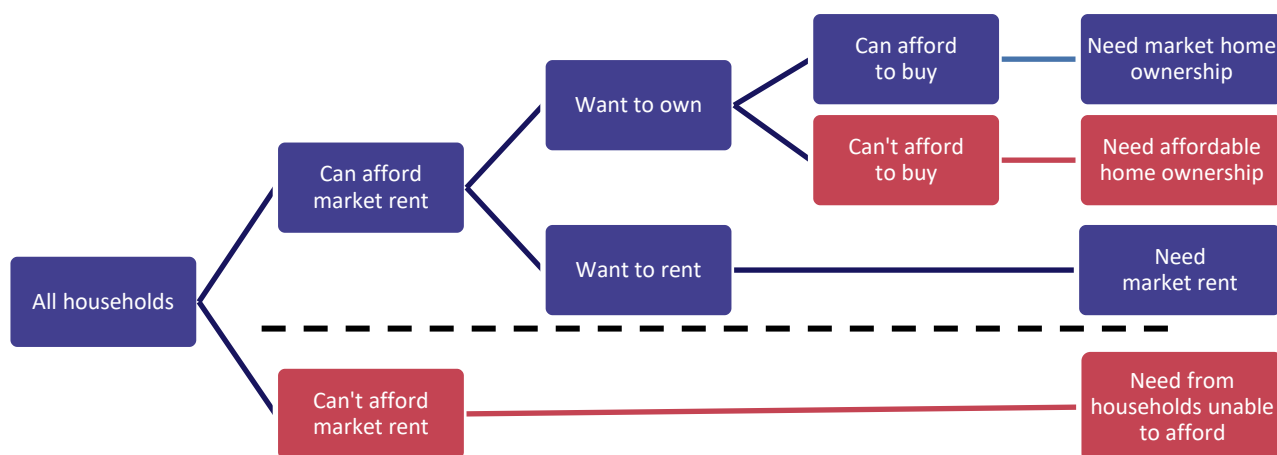 All households
Can afford
market rent
Want to own
Can afford
to buy
Need market home
ownership
Can't afford
to buy
Need affordable
home ownership
Want to rent
Need
market rent
Can't afford
market rent
Need from
households unable
to afford